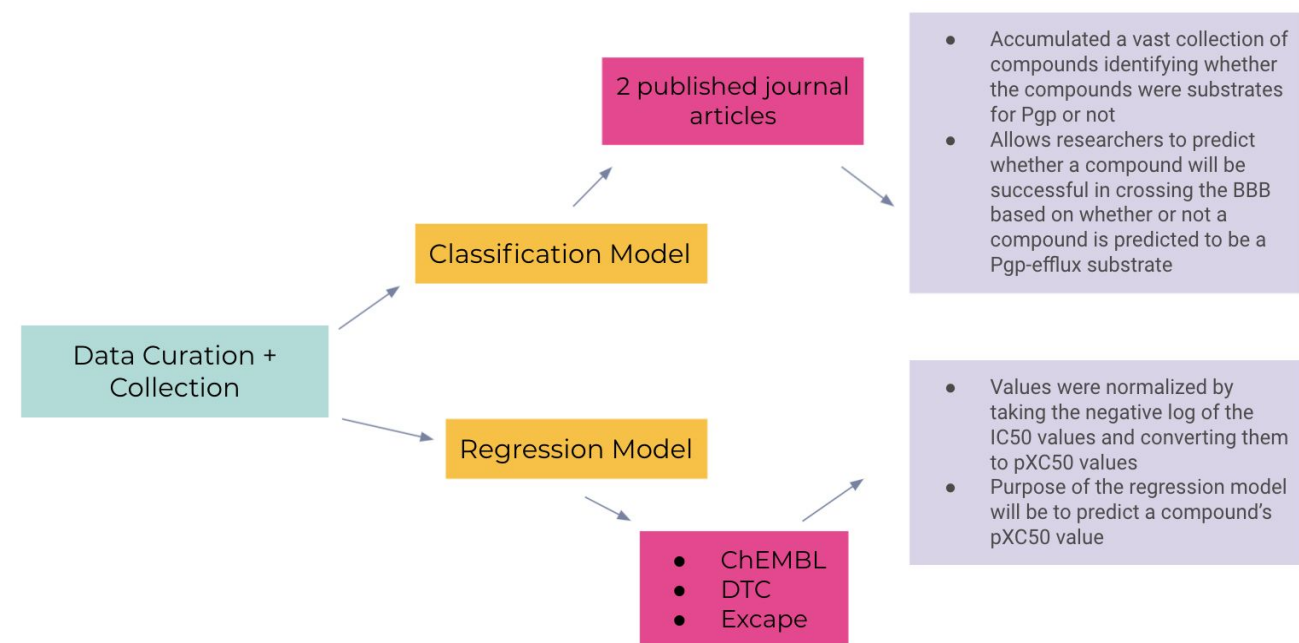 2 published journal
articles
● Accumulated a vast collection of
compounds identifying whether
the compounds were substrates
for Pgp or not
● Allows researchers to predict
whether a compound will be
successful in crossing the BBB
based on whether or not a
compound is predicted to be a
Pgp-efflux substrate
Classification Model
Data Curation +
Collection
Regression Model
● Values were normalized by
taking the negative log of the
IC50 values and converting them
to pXC50 values
● Purpose of the regression model
will be to predict a compound's
pXC50 value
● ChEMBL
● DTC
● Excape